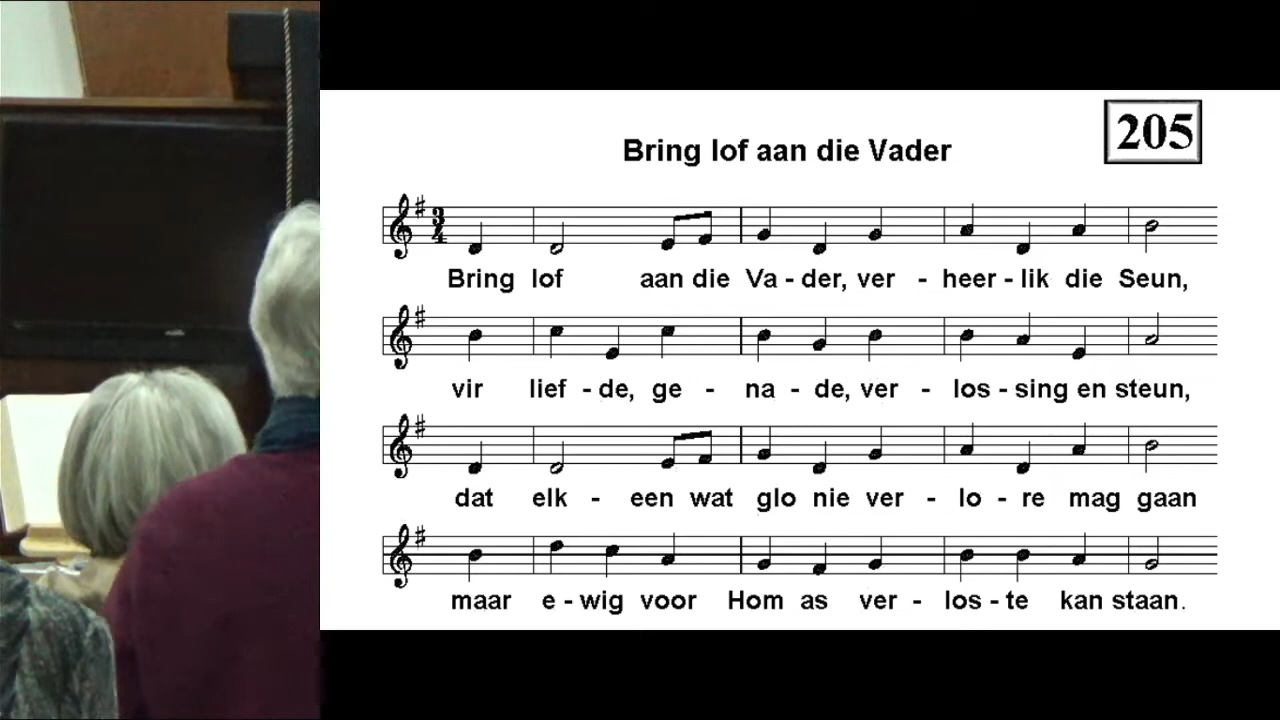 205
Bring lof aan die Vader
3
4
Bring lof aan die Va - der, ver - heer - lik die Seun,
vir lief - de, ge - na - de, ver - los - sing en steun,
dat elk - een wat glo nie ver - lo - re mag gaan
maar e - wig voor Hom as ver - los - te kan staan.